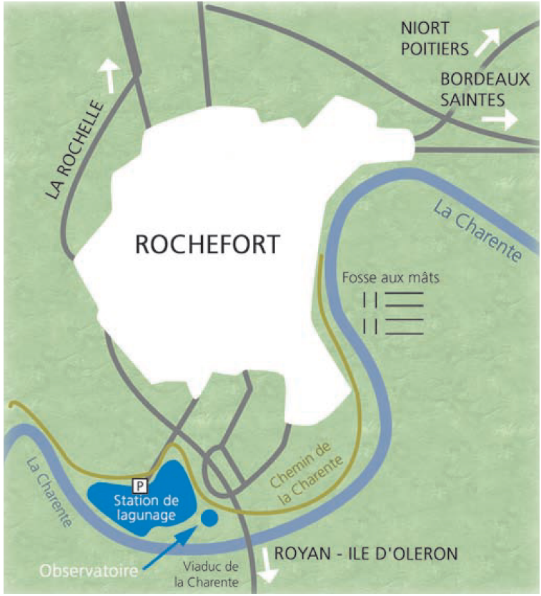 NIORT
POITIERS
BORDEAUX
SAINTES
LA ROCHELLE
La Charente
ROCHEFORT
Fosse aux mâts
Chemin de
la Charente
La Charente
P
Station de
lagunage
Observatoire
Viaduc de
la Charente
ROYAN - ILE D'OLERON